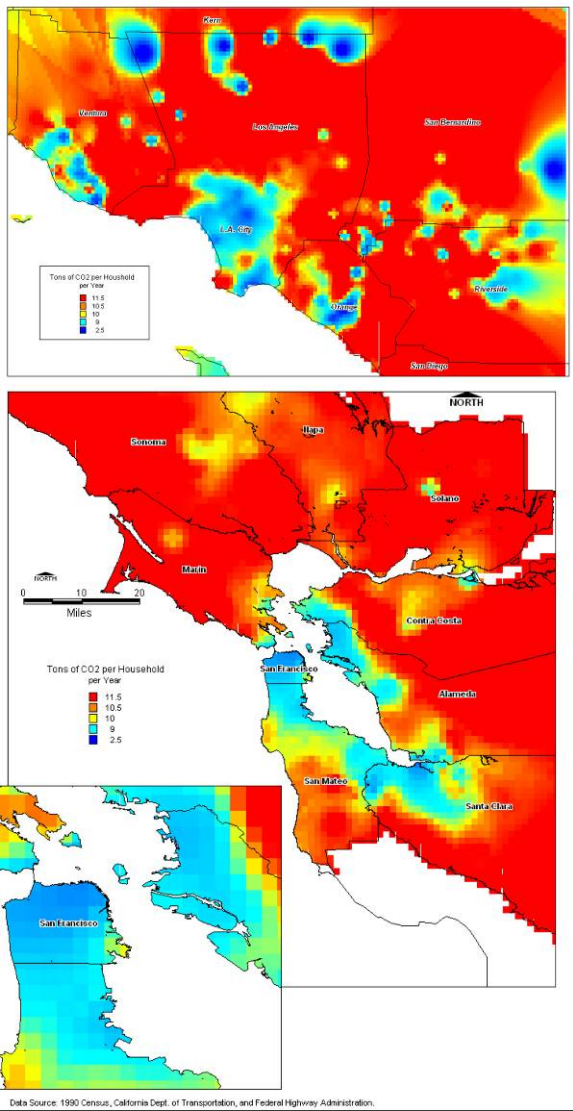 Kern
Ventura
Los Angeles
San Bernardino
L.A. City
Tons of CO2 per Houshold
per Year
11.5
10.5
10
9
2.5
Orange
Riverside
San Diego
NORTH
Sonoma
Napa
Solano
Marin
NORTH
0 10 20
Miles
Contra Costa
Tons of CO2 per Household
per Year
11.5
10.5
10
9
2.5
San Francisco
Alameda
San Mateo
Santa Clara
San Francisco
Data Source: 1990 Census, California Dept. of Transportation, and Federal Highway Administration.